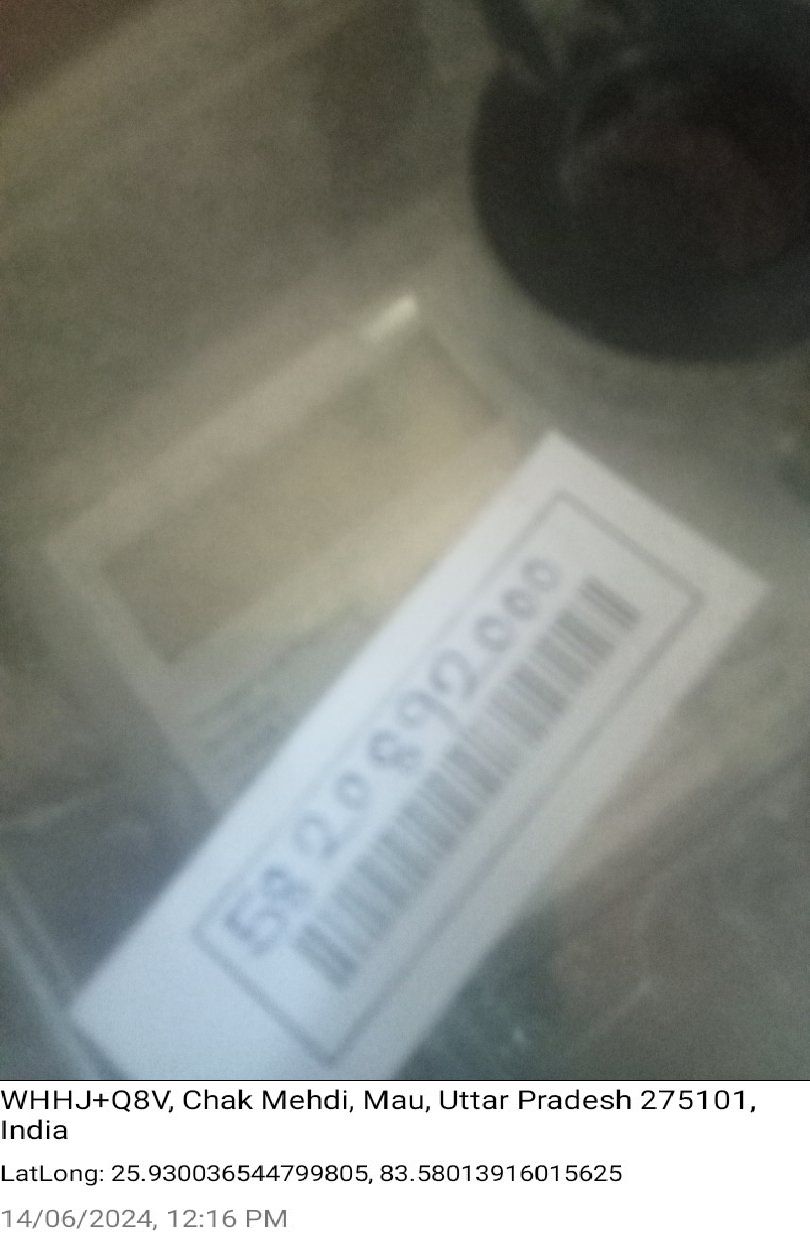 5820892000
WHHJ+Q8V, Chak Mehdi, Mau, Uttar Pradesh 275101,
India
LatLong: 25.930036544799805, 83.58013916015625
14/06/2024, 12:16 PM